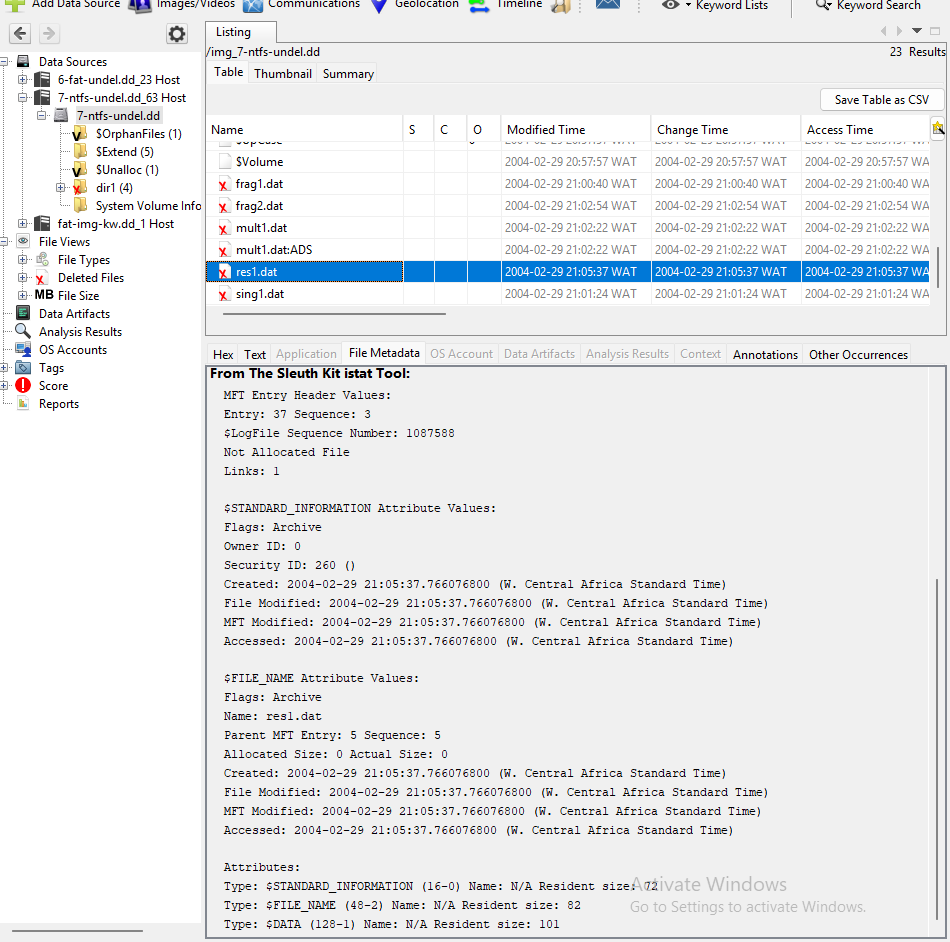 Add Data Source Images/Videos Communications Geolocation Timeline Keyword Lists Keyword Search
Listing
/img_7-ntfs-undel.dd
23 Results
Table Thumbnail Summary
Save Table as CSV
Name S C O Modified Time Change Time Access Time
$Volume 2004-02-29 20:57:57 WAT 2004-02-29 20:57:57 WAT 2004-02-29 20:57:57 WA
frag1.dat 2004-02-29 21:00:40 WAT 2004-02-29 21:00:40 WAT 2004-02-29 21:00:40 WA
frag2.dat 2004-02-29 21:02:54 WAT 2004-02-29 21:02:54 WAT 2004-02-29 21:02:54 WA
mult1.dat 2004-02-29 21:02:22 WAT 2004-02-29 21:02:22 WAT 2004-02-29 21:02:22 WA
mult1.dat:ADS 2004-02-29 21:02:22 WAT 2004-02-29 21:02:22 WAT 2004-02-29 21:02:22 WA
res1.dat 2004-02-29 21:05:37 WAT 2004-02-29 21:05:37 WAT 2004-02-29 21:05:37 WA
sing1.dat 2004-02-29 21:01:24 WAT 2004-02-29 21:01:24 WAT 2004-02-29 21:01:24 WA
Data Sources
6-fat-undel.dd_23 Host
7-ntfs-undel.dd_63 Host
7-ntfs-undel.dd
$OrphanFiles (1)
$Extend (5)
$Unalloc (1)
dir1 (4)
System Volume Info
fat-img-kw.dd_1 Host
File Views
File Types
Deleted Files
MB File Size
Data Artifacts
Analysis Results
OS Accounts
Tags
Score
Reports
Hex Text Application File Metadata OS Account Data Artifacts Analysis Results Context Annotations Other Occurrences
From The Sleuth Kit istat Tool:
MFT Entry Header Values:
Entry: 37 Sequence: 3
$LogFile Sequence Number: 1087588
Not Allocated File
Links: 1
$STANDARD_INFORMATION Attribute Values:
Flags: Archive
Owner ID: 0
Security ID: 260 ()
Created: 2004-02-29 21:05:37.766076800 (W. Central Africa Standard Time)
File Modified: 2004-02-29 21:05:37.766076800 (W. Central Africa Standard Time)
MFT Modified: 2004-02-29 21:05:37.766076800 (W. Central Africa Standard Time)
Accessed: 2004-02-29 21:05:37.766076800 (W. Central Africa Standard Time)
$FILE_NAME Attribute Values:
Flags: Archive
Name: res1.dat
Parent MFT Entry: 5 Sequence: 5
Allocated Size: 0 Actual Size: 0
Created: 2004-02-29 21:05:37.766076800 (W. Central Africa Standard Time)
File Modified: 2004-02-29 21:05:37.766076800 (W. Central Africa Standard Time)
MFT Modified: 2004-02-29 21:05:37.766076800 (W. Central Africa Standard Time)
Accessed: 2004-02-29 21:05:37.766076800 (W. Central Africa Standard Time)
Attributes:
Type: $STANDARD_INFORMATION (16-0) Name: N/A Resident size: 72
Type: $FILE_NAME (48-2) Name: N/A Resident size: 82
Type: $DATA (128-1) Name: N/A Resident size: 101
Activate Windows
Go to Settings to activate Windows.